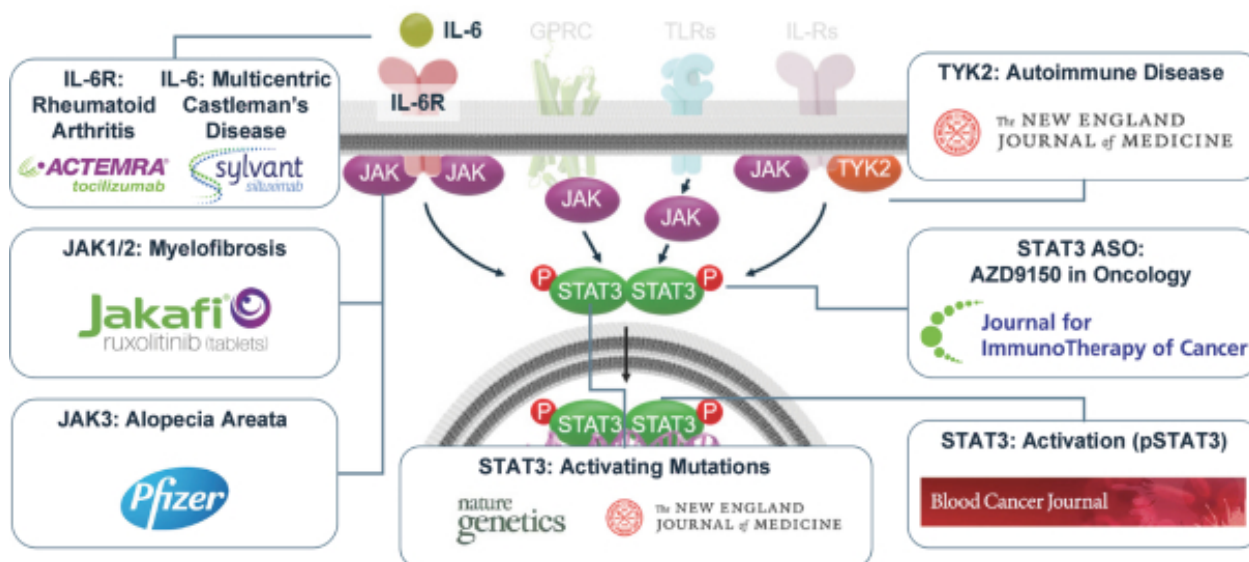 IL-6
GPRC
TLRs
IL-Rs
IL-6R
IL-6R:
Rheumatoid
Arthritis
ACTEMRA®
tocilizumab
IL-6: Multicentric
Castleman's
Disease
sylvant
siltuximab
TYK2: Autoimmune Disease
The NEW ENGLAND
JOURNAL of MEDICINE
JAK
JAK
JAK
JAK
JAK
TYK2
JAK1/2: Myelofibrosis
Jakafi®
ruxolitinib (tablets)
P
STAT3
STAT3
P
STAT3 ASO:
AZD9150 in Oncology
Journal for
ImmunoTherapy of Cancer
JAK3: Alopecia Areata
Pfizer
P
STAT3
STAT3
P
STAT3: Activating Mutations
nature
genetics
The NEW ENGLAND
JOURNAL of MEDICINE
STAT3: Activation (pSTAT3)
Blood Cancer Journal